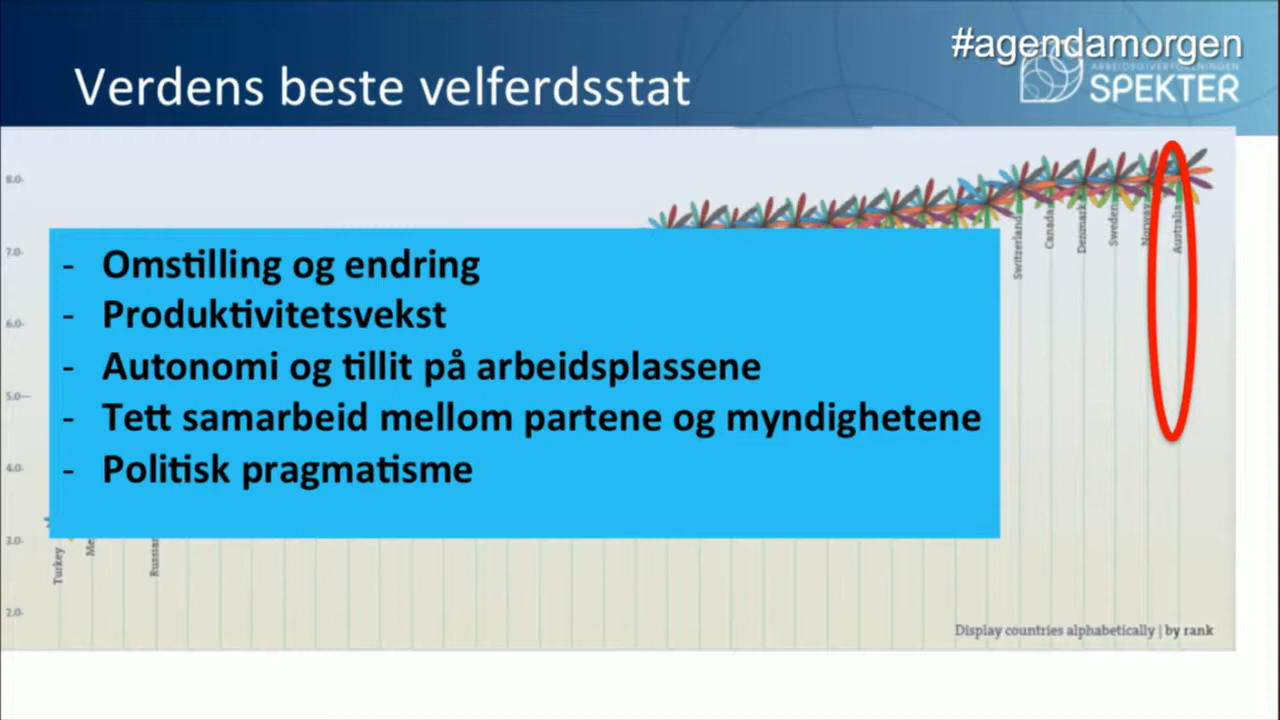 #agendamorgen
Verdens beste velferdsstat
ARBEIDSGIVERFORENINGEN
SPEKTER
8.0-
7.0-
6.0-
5.0-
4.0-
3.0-
2.0-
- Omstilling og endring
- Produktivitetsvekst
- Autonomi og tillit på arbeidsplassene
- Tett samarbeid mellom partene og myndighetene
- Politisk pragmatisme
Turkey
Russia
Switzerland
Canada
Denmark
Sweden
Norway
Australia
Display countries alphabetically | by rank